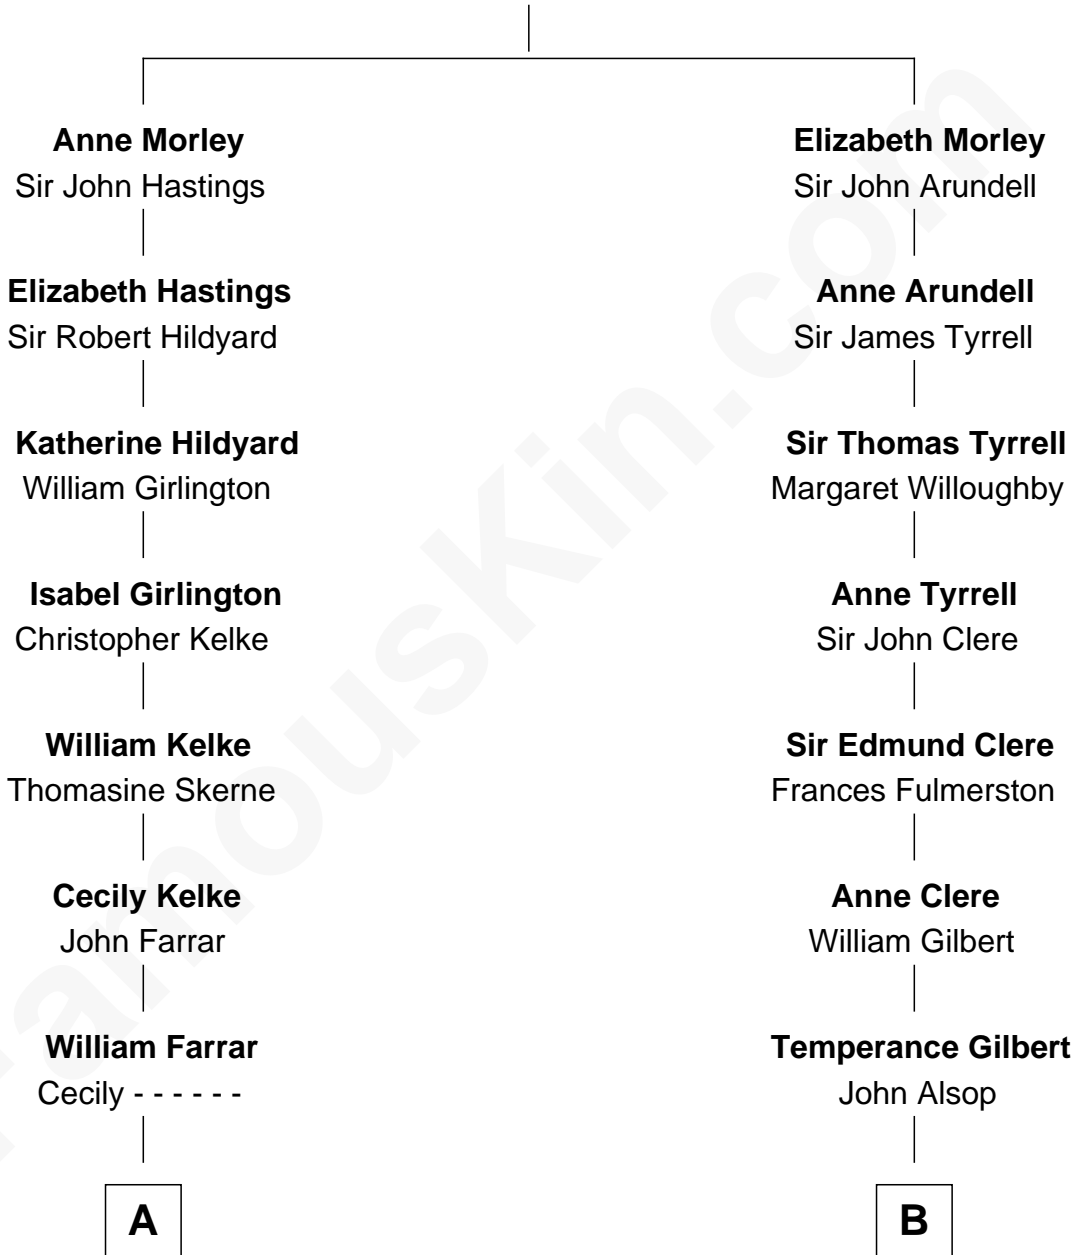 Anne Morley
Sir John Hastings
Elizabeth Hastings
Sir Robert Hildyard
Katherine Hildyard
William Girlington
Isabel Girlington
Christopher Kelke
William Kelke
Thomasine Skerne
Cecily Kelke
John Farrar
William Farrar
Cecily - - - - - -
A
Elizabeth Morley
Sir John Arundell
Anne Arundell
Sir James Tyrrell
Sir Thomas Tyrrell
Margaret Willoughby
Anne Tyrrell
Sir John Clere
Sir Edmund Clere
Frances Fulmerston
Anne Clere
William Gilbert
Temperance Gilbert
John Alsop
B
FamousKin.com